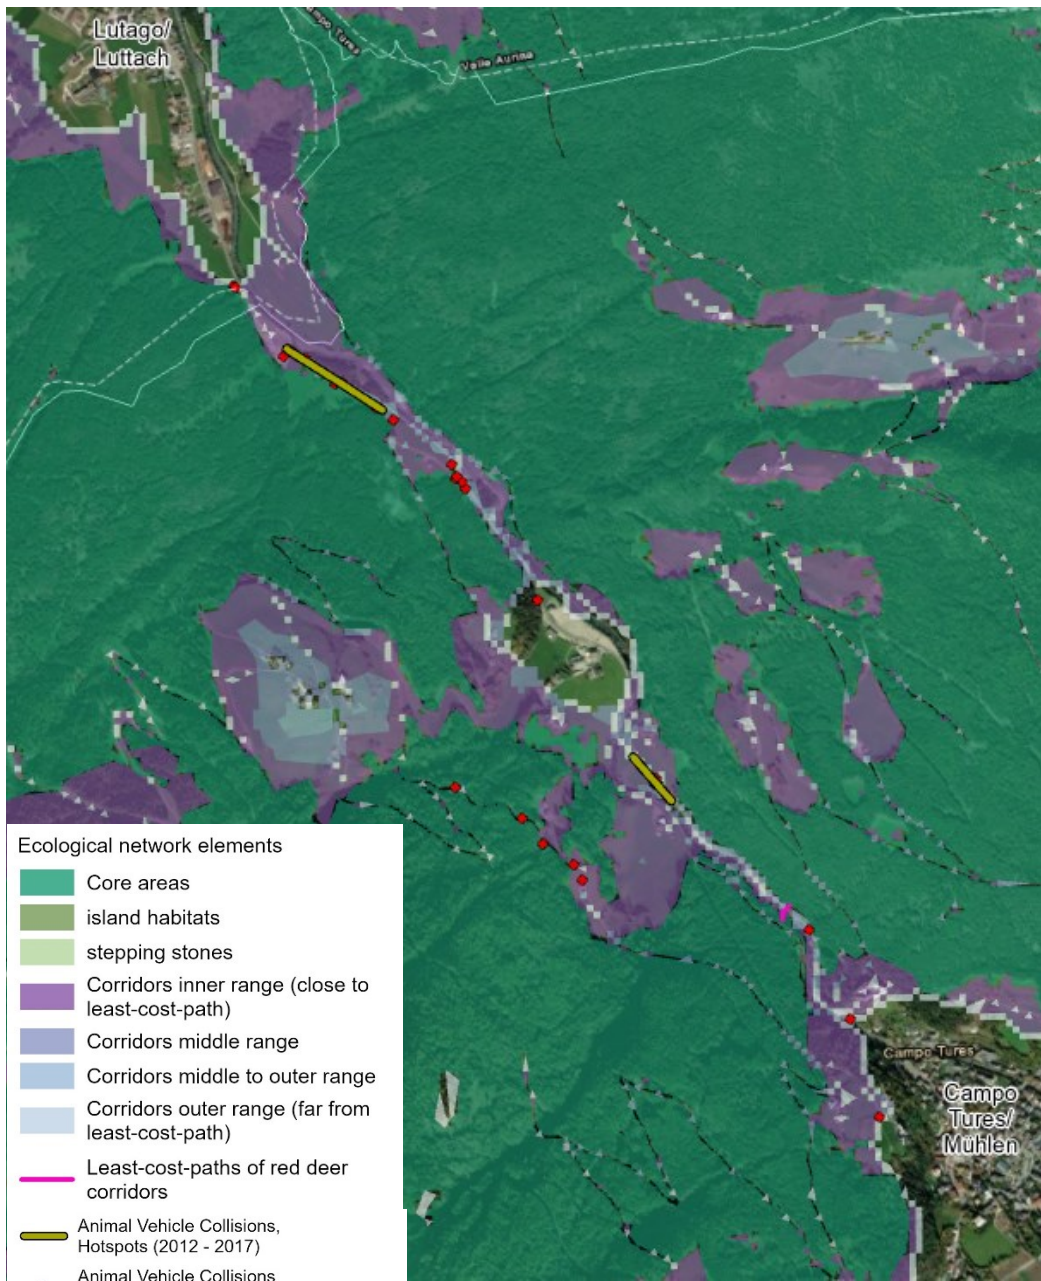 Lutago/
Luttach
Campo Tures
Valle Aurina
Campo Tures
Campo
Tures/
Mühlen
Ecological network elements
Core areas
island habitats
stepping stones
Corridors inner range (close to
least-cost-path)
Corridors middle range
Corridors middle to outer range
Corridors outer range (far from
least-cost-path)
Least-cost-paths of red deer
corridors
Animal Vehicle Collisions,
Hotspots (2012 - 2017)
Animal Vehicle Collisions